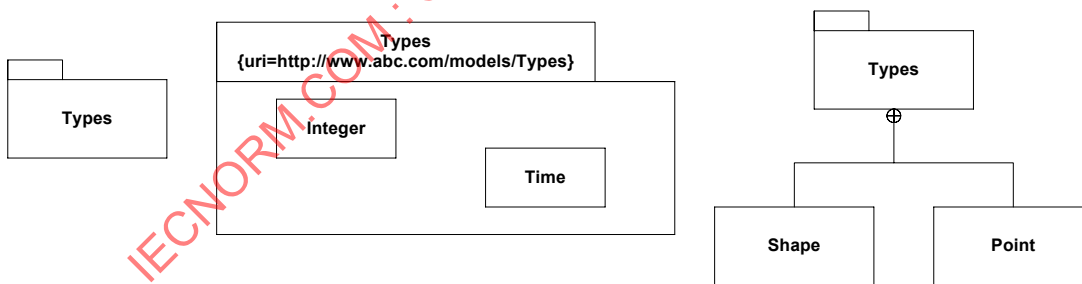 Types
Types
{uri=http://www.abc.com/models/Types}
Integer
Time
Types
Shape
Point
IECNORM.COM :